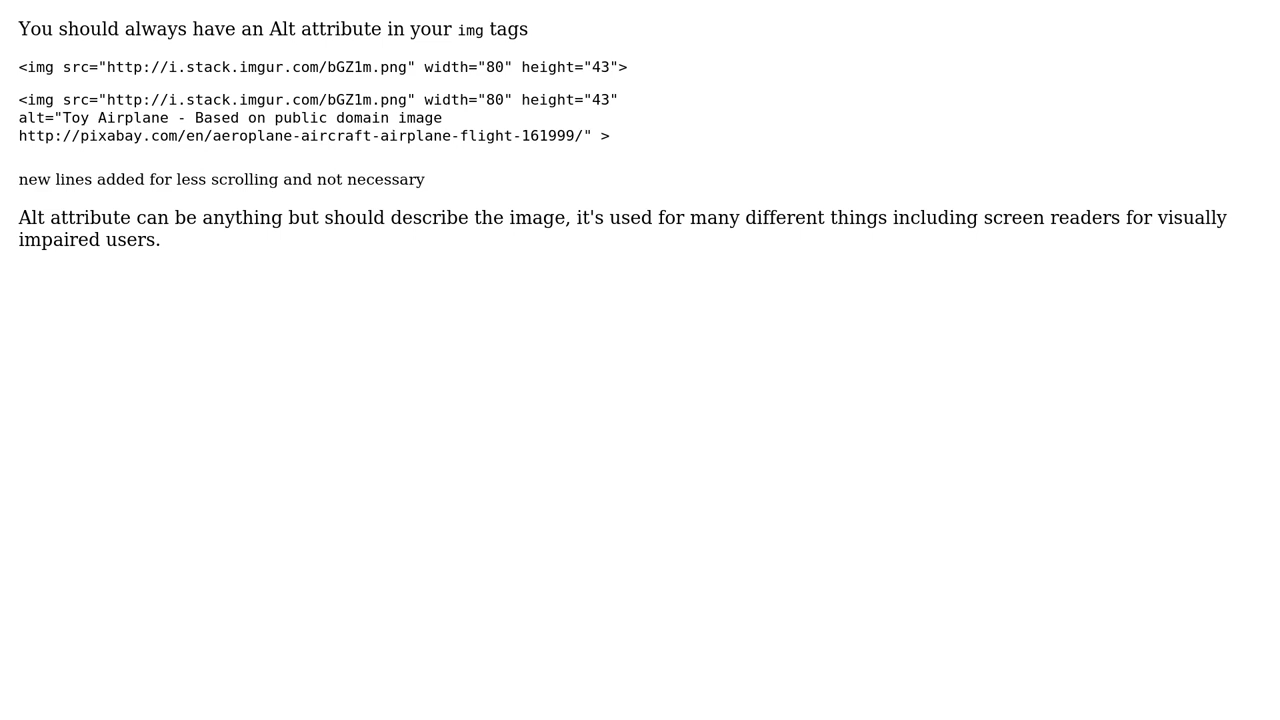 You should always have an Alt attribute in your img tags
<img src="http://i.stack.imgur.com/bGZ1m.png" width="80" height="43">
<img src="http://i.stack.imgur.com/bGZ1m.png" width="80" height="43"
alt="Toy Airplane - Based on public domain image
http://pixabay.com/en/aeroplane-aircraft-airplane-flight-161999/" >
new lines added for less scrolling and not necessary
Alt attribute can be anything but should describe the image, it's used for many different things including screen readers for visually
impaired users.